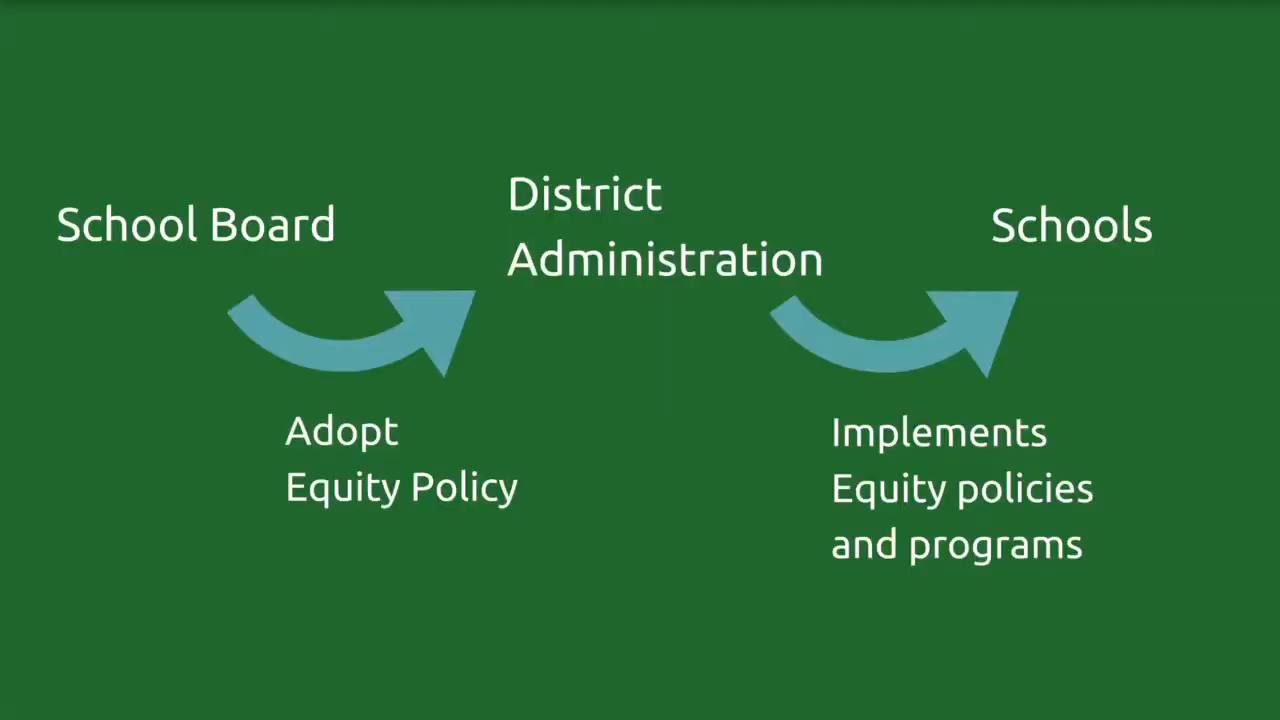 School Board
District
Administration
Schools
Adopt
Equity Policy
Implements
Equity policies
and programs